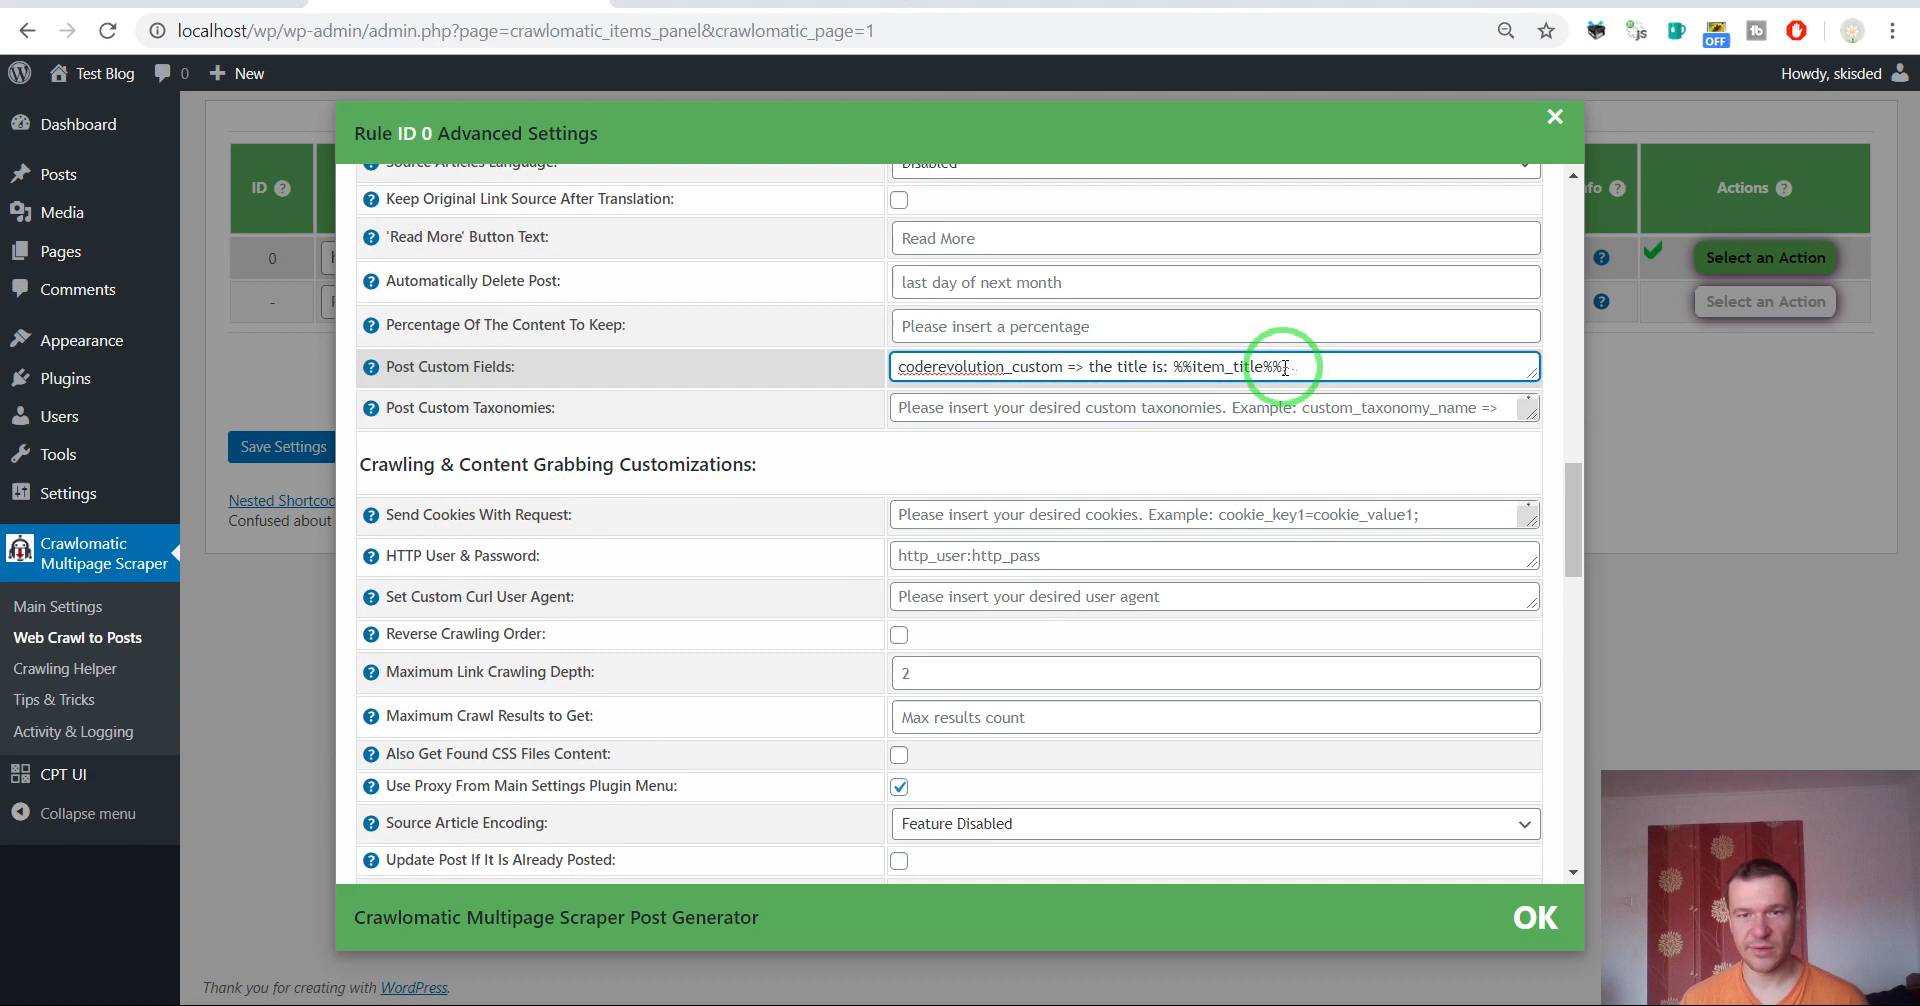 localhost/wp/wp-admin/admin.php?page=crawlomatic_items_panel&crawlomatic_page=1
JS
OFF
Test Blog
0
New
Howdy, skisded
Dashboard
Posts
Media
Pages
Comments
Appearance
Plugins
Users
Tools
Settings
Crawlomatic
Multipage Scraper
Main Settings
Web Crawl to Posts
Crawling Helper
Tips & Tricks
Activity & Logging
CPT UI
Collapse menu
ID
0
-
Save Settings
Nested Shortcod
Confused about
Rule ID 0 Advanced Settings
Source Articles Language:
Disabled
Keep Original Link Source After Translation:
'Read More' Button Text:
Read More
Automatically Delete Post:
last day of next month
Percentage Of The Content To Keep:
Please insert a percentage
Post Custom Fields:
coderevolution_custom => the title is: %%item_title%%
Post Custom Taxonomies:
Please insert your desired custom taxonomies. Example: custom_taxonomy_name =>
Crawling & Content Grabbing Customizations:
Send Cookies With Request:
Please insert your desired cookies. Example: cookie_key1=cookie_value1;
HTTP User & Password:
http_user:http_pass
Set Custom Curl User Agent:
Please insert your desired user agent
Reverse Crawling Order:
Maximum Link Crawling Depth:
2
Maximum Crawl Results to Get:
Max results count
Also Get Found CSS Files Content:
Use Proxy From Main Settings Plugin Menu:
Source Article Encoding:
Feature Disabled
Update Post If It Is Already Posted:
Crawlomatic Multipage Scraper Post Generator
OK
nfo
Actions
Select an Action
Select an Action
Thank you for creating with WordPress.